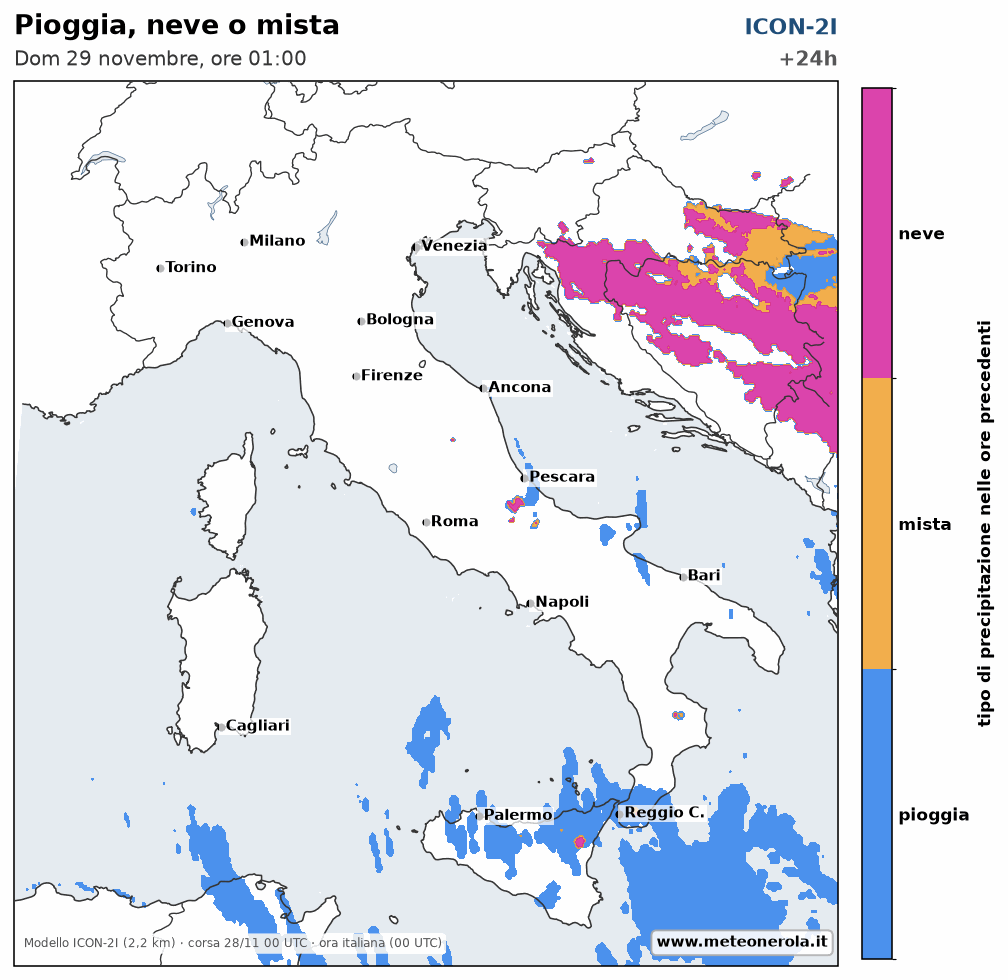 Pioggia, neve o mista
ICON-2I
Dom 29 novembre, ore 01:00
+24h
neve
Milano
Venezia
Torino
Genova
Bologna
Firenze
Ancona
Pescara
Roma
mista
Bari
Napoli
Cagliari
Palermo
Reggio C.
pioggia
tipo di precipitazione nelle ore precedenti
Modello ICON-2I (2,2 km) · corsa 28/11 00 UTC · ora italiana (00 UTC)
www.meteonerola.it